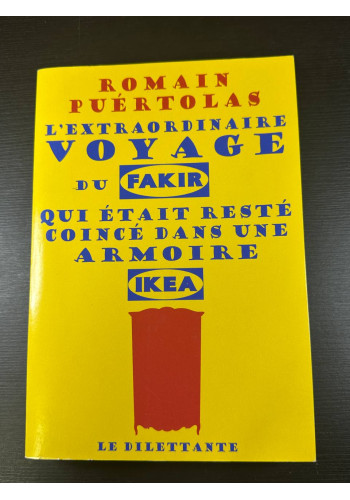 ROMAIN
PUÉRTOLAS
L'EXTRAORDINAIRE
VOYAGE
DU FAKIR
QUI ÉTAIT RESTÉ
COINCÉ DANS UNE
ARMOIRE
IKEA
LE DILETTANTE